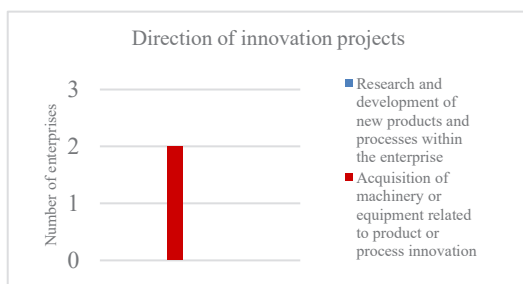 Direction of innovation projects
Number of enterprises
3
2
1
0
Research and
development of
new products and
processes within
the enterprise
Acquisition of
machinery or
equipment related
to product or
process innovation